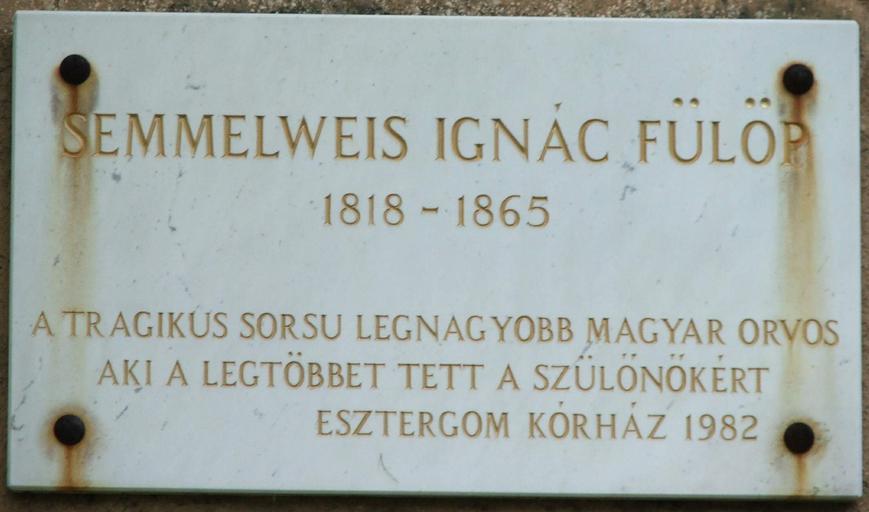 SEMMELWEIS IGNÁC FÜLÖP
1818 - 1865
A TRAGIKUS SORSU LEGNAGYOBB MAGYAR ORVOS
AKI A LEGTÖBBET TETT A SZÜLŐNŐKÉRT
ESZTERGOM KÓRHÁZ 1982